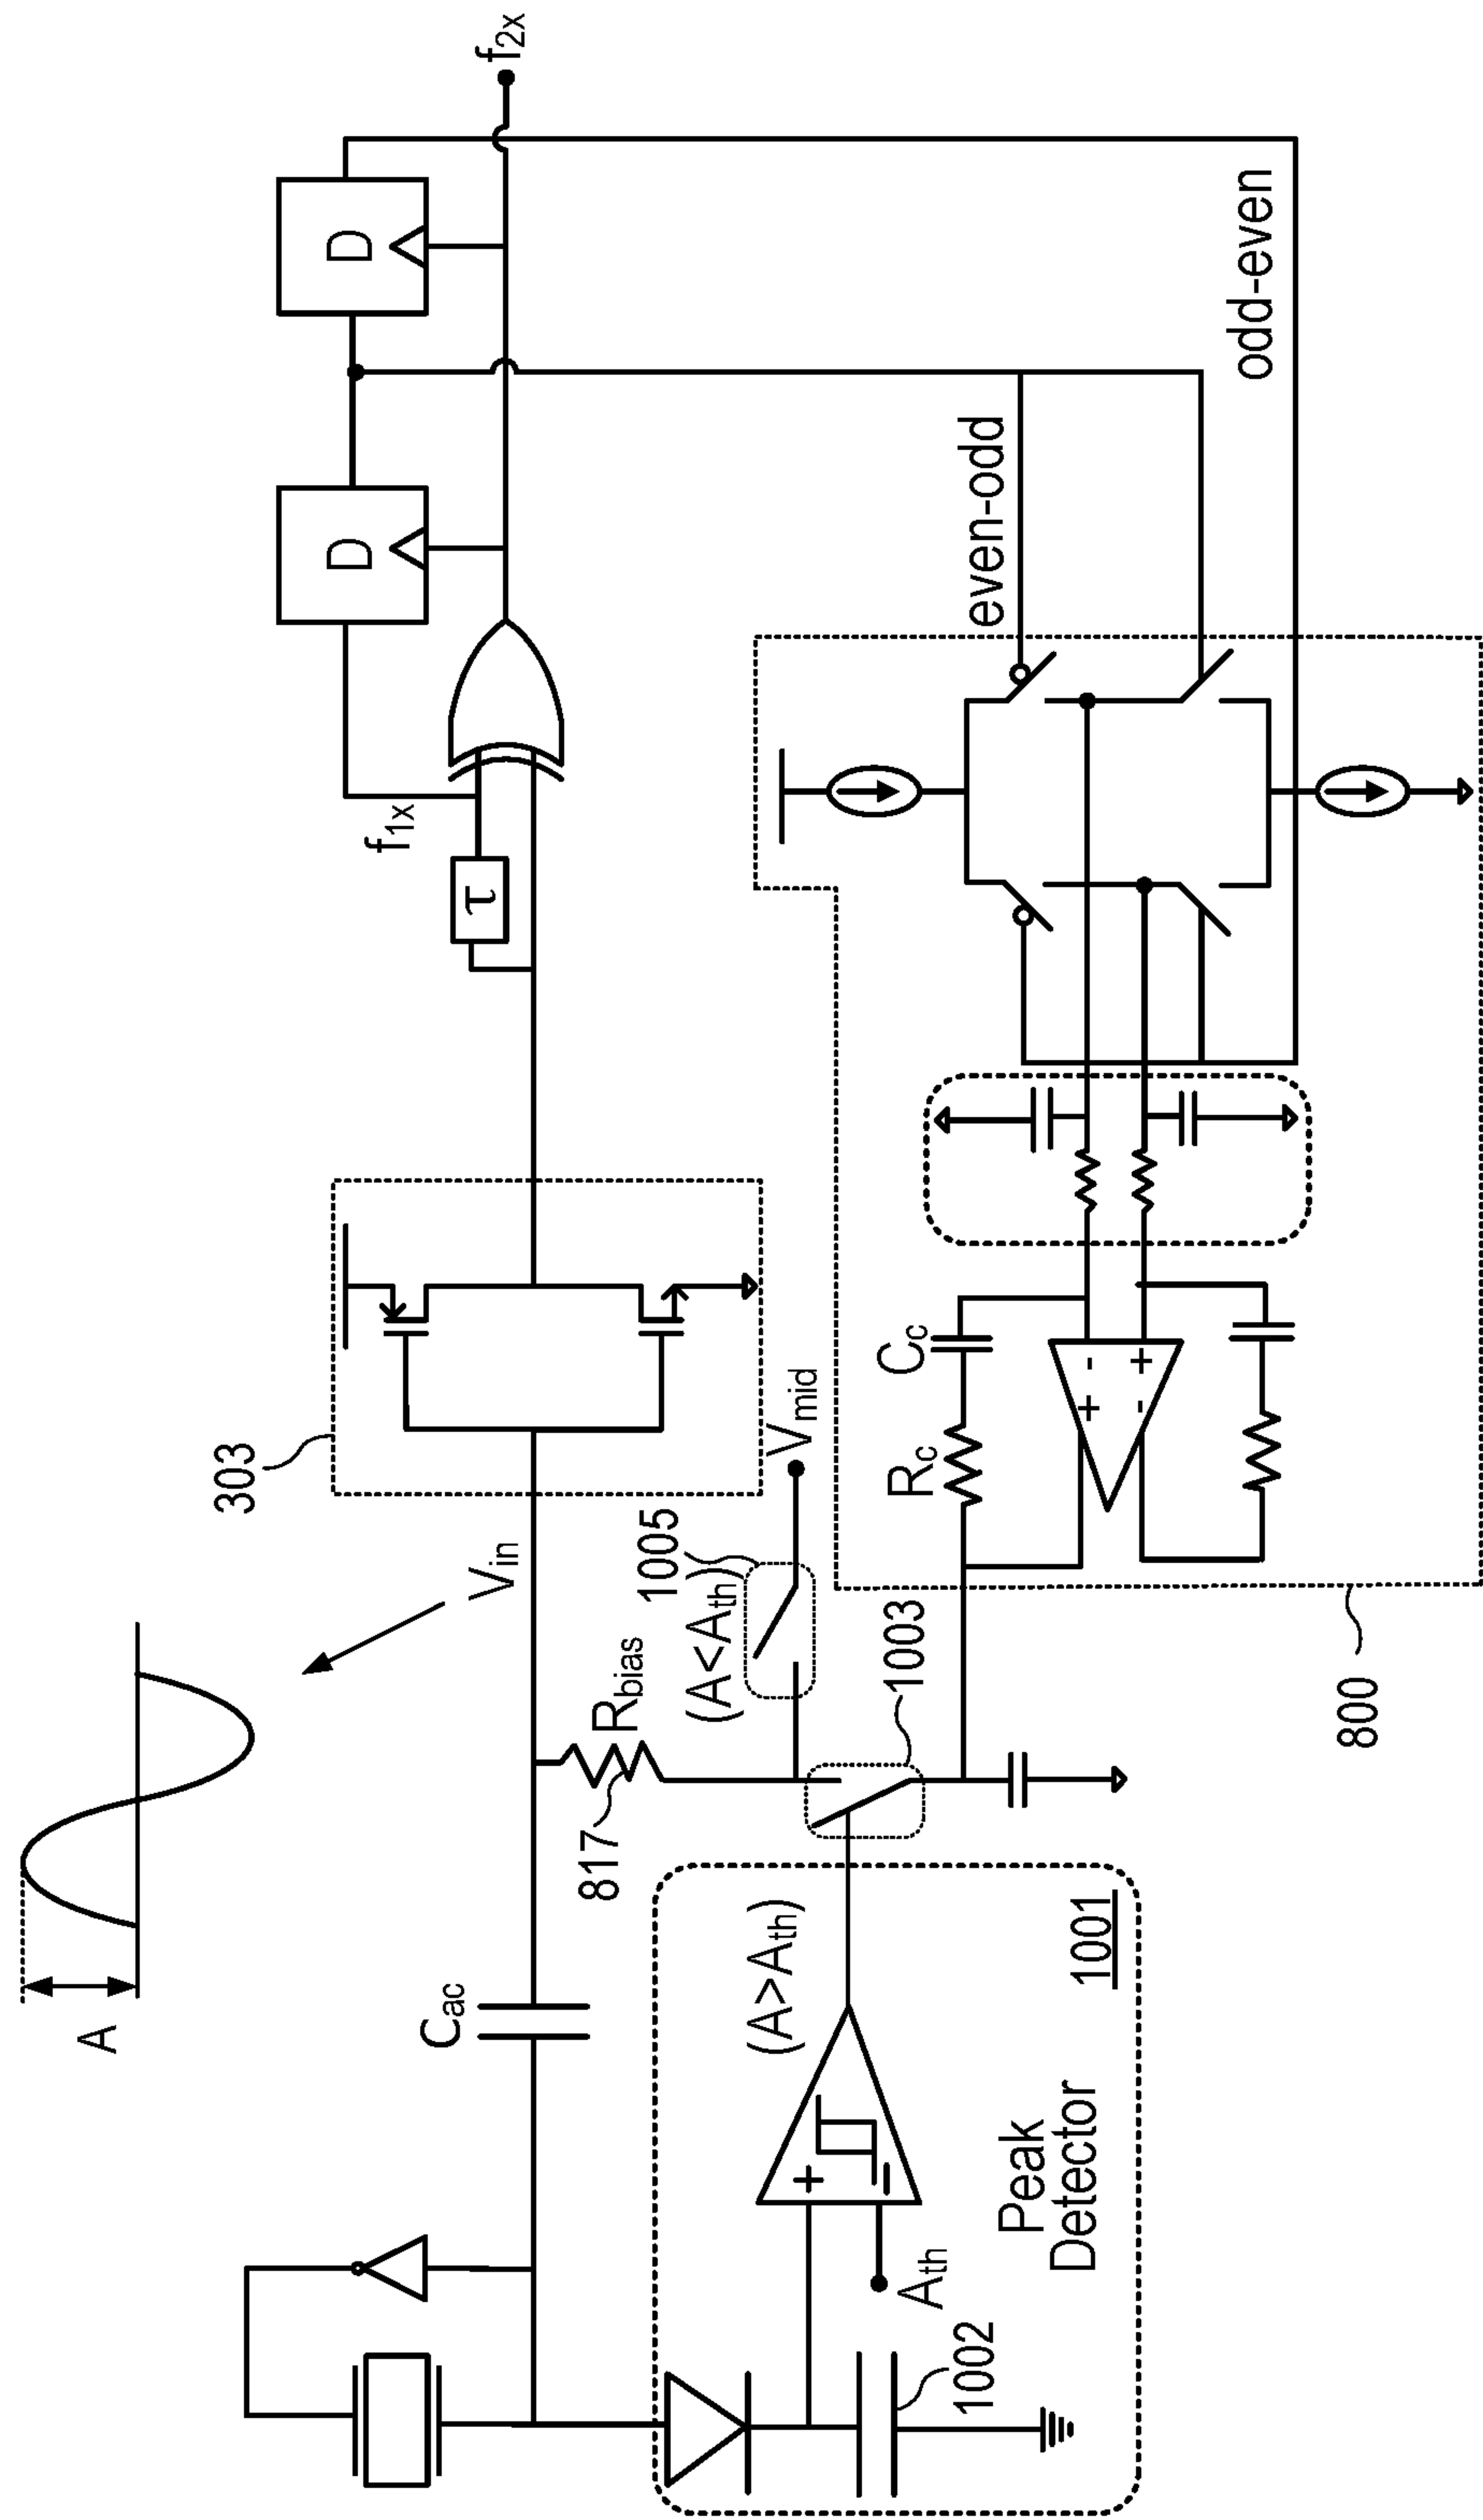 A
Vin
303
Cac
Rbias
817
1005
(A<Ath)
Vmid
1003
(A>Ath)
Ath
1002
Peak
Detector
1001
τ
f1x
D
D
f2x
even-odd
odd-even
Cc
Rc
+
-
+
-
+
−
800